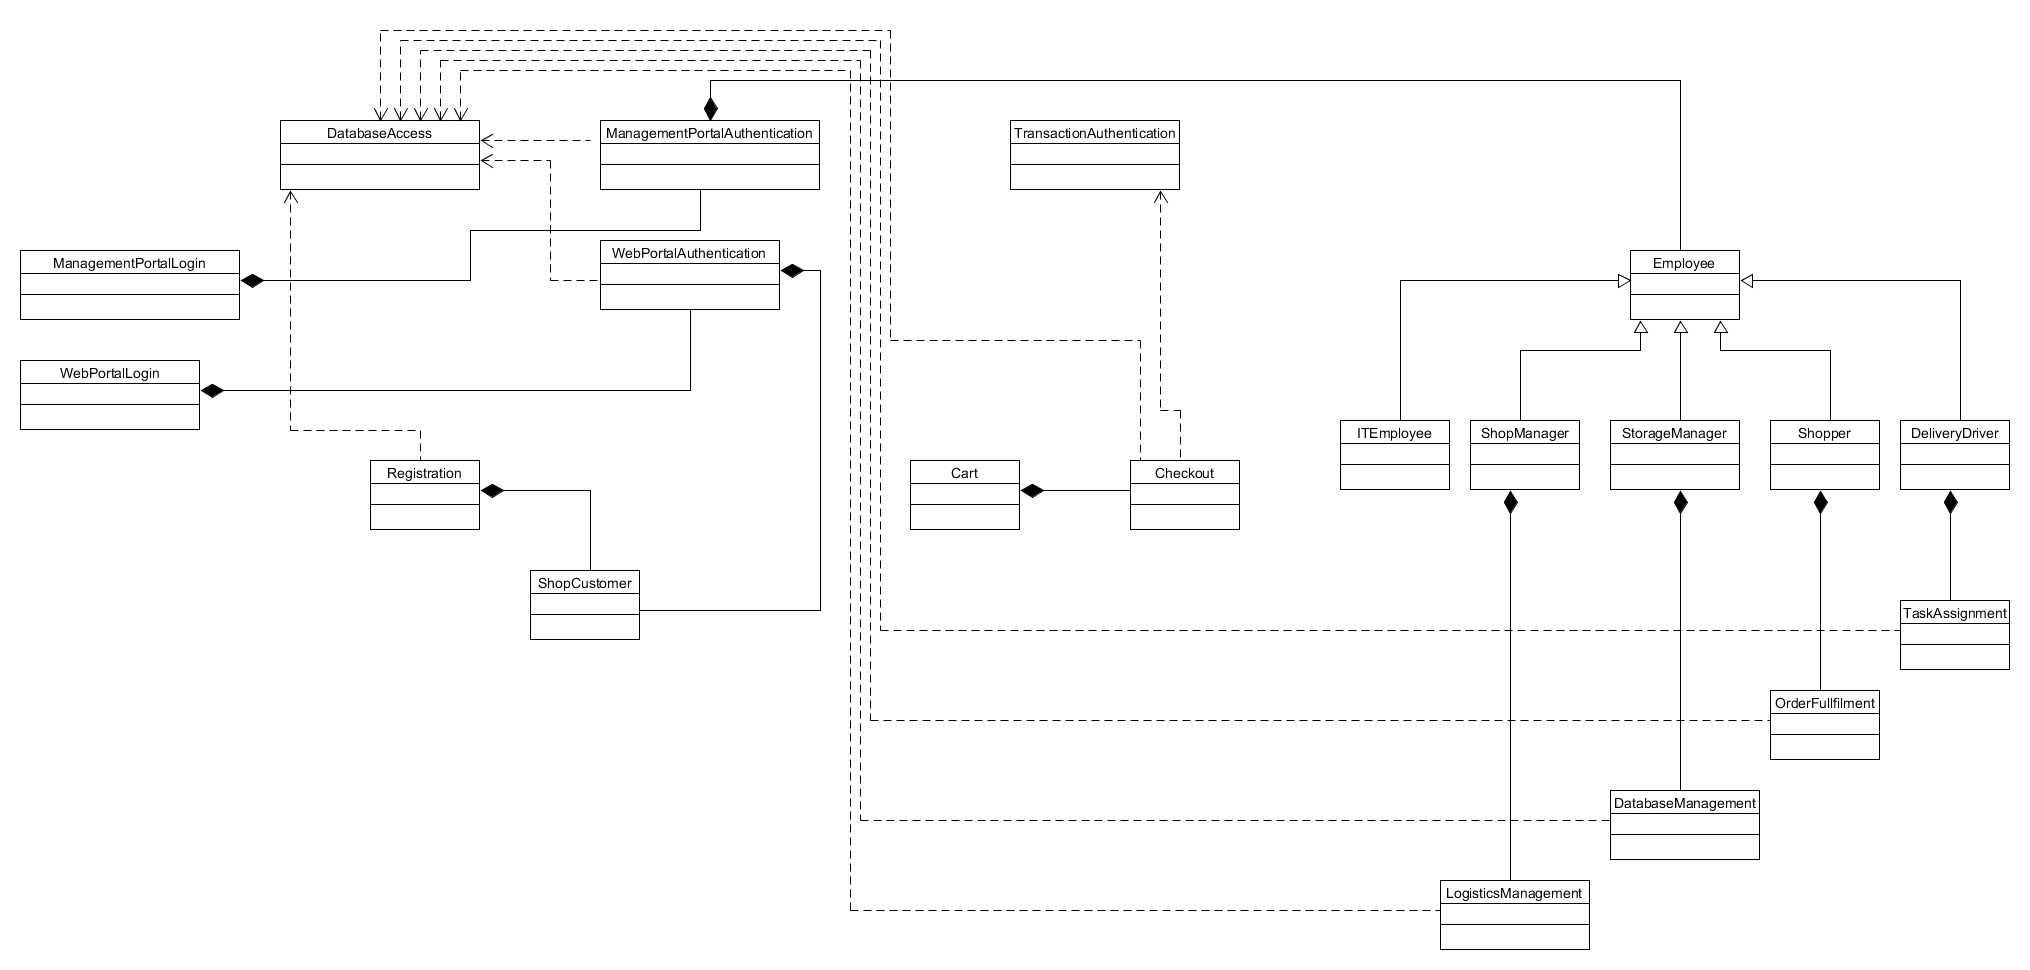 DatabaseAccess
ManagementPortalAuthentication
TransactionAuthentication
ManagementPortalLogin
WebPortalAuthentication
Employee
WebPortalLogin
ITEmployee
ShopManager
StorageManager
Shopper
DeliveryDriver
Registration
Cart
Checkout
ShopCustomer
TaskAssignment
OrderFullfilment
DatabaseManagement
LogisticsManagement